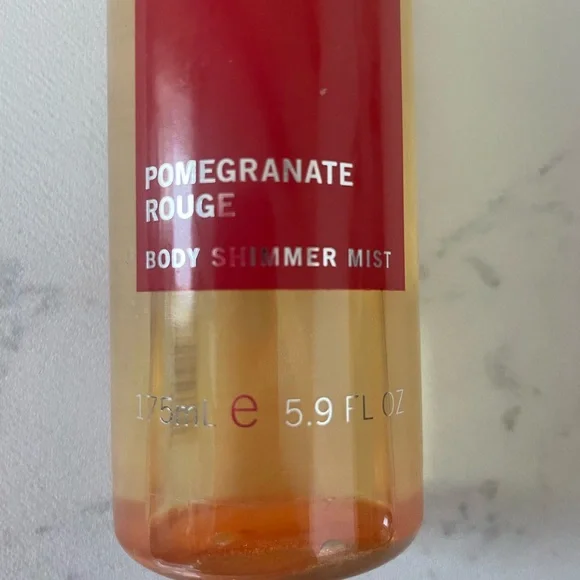 POMEGRANATE
ROUGE
BODY SHIMMER MIST
175mL e 5.9 FL OZ